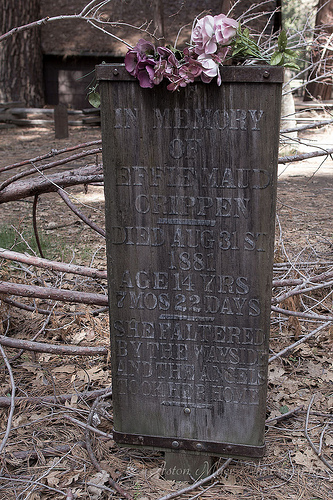 IN MEMORY
OF
EFFIE MAUD
CRIPPEN
DIED AUG 31 ST
1881
AGE 14 YRS
7 MOS 22 DAYS
SHE FALTERED
BY THE WAYSIDE
AND THE ANGELS
TOOK HER HOME